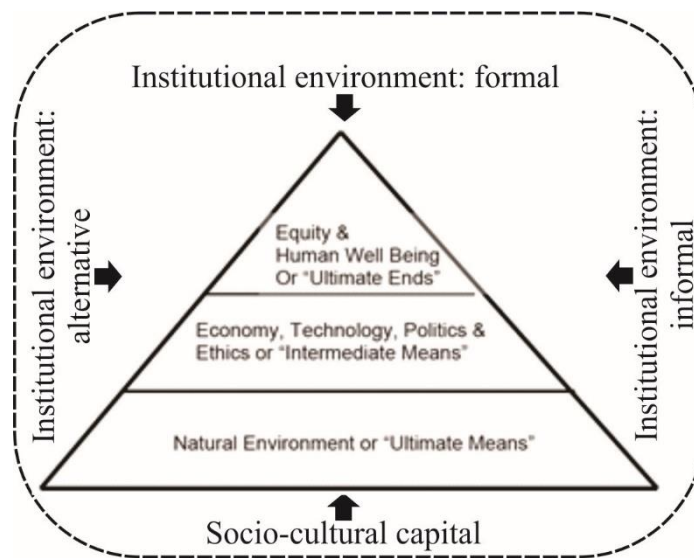 Institutional environment: formal
Institutional environment:
alternative
Equity &
Human Well Being
Or “Ultimate Ends”
Economy, Technology, Politics &
Ethics or “Intermediate Means”
Natural Environment or “Ultimate Means”
Institutional environment:
informal
Socio-cultural capital